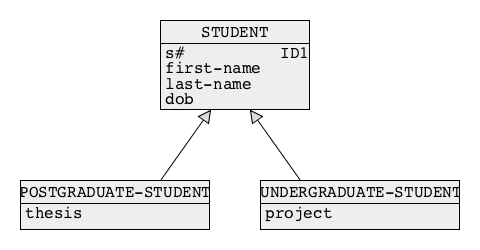 STUDENT
s# ID1
first-name
last-name
dob
POSTGRADUATE-STUDENT
thesis
UNDERGRADUATE-STUDENT
project